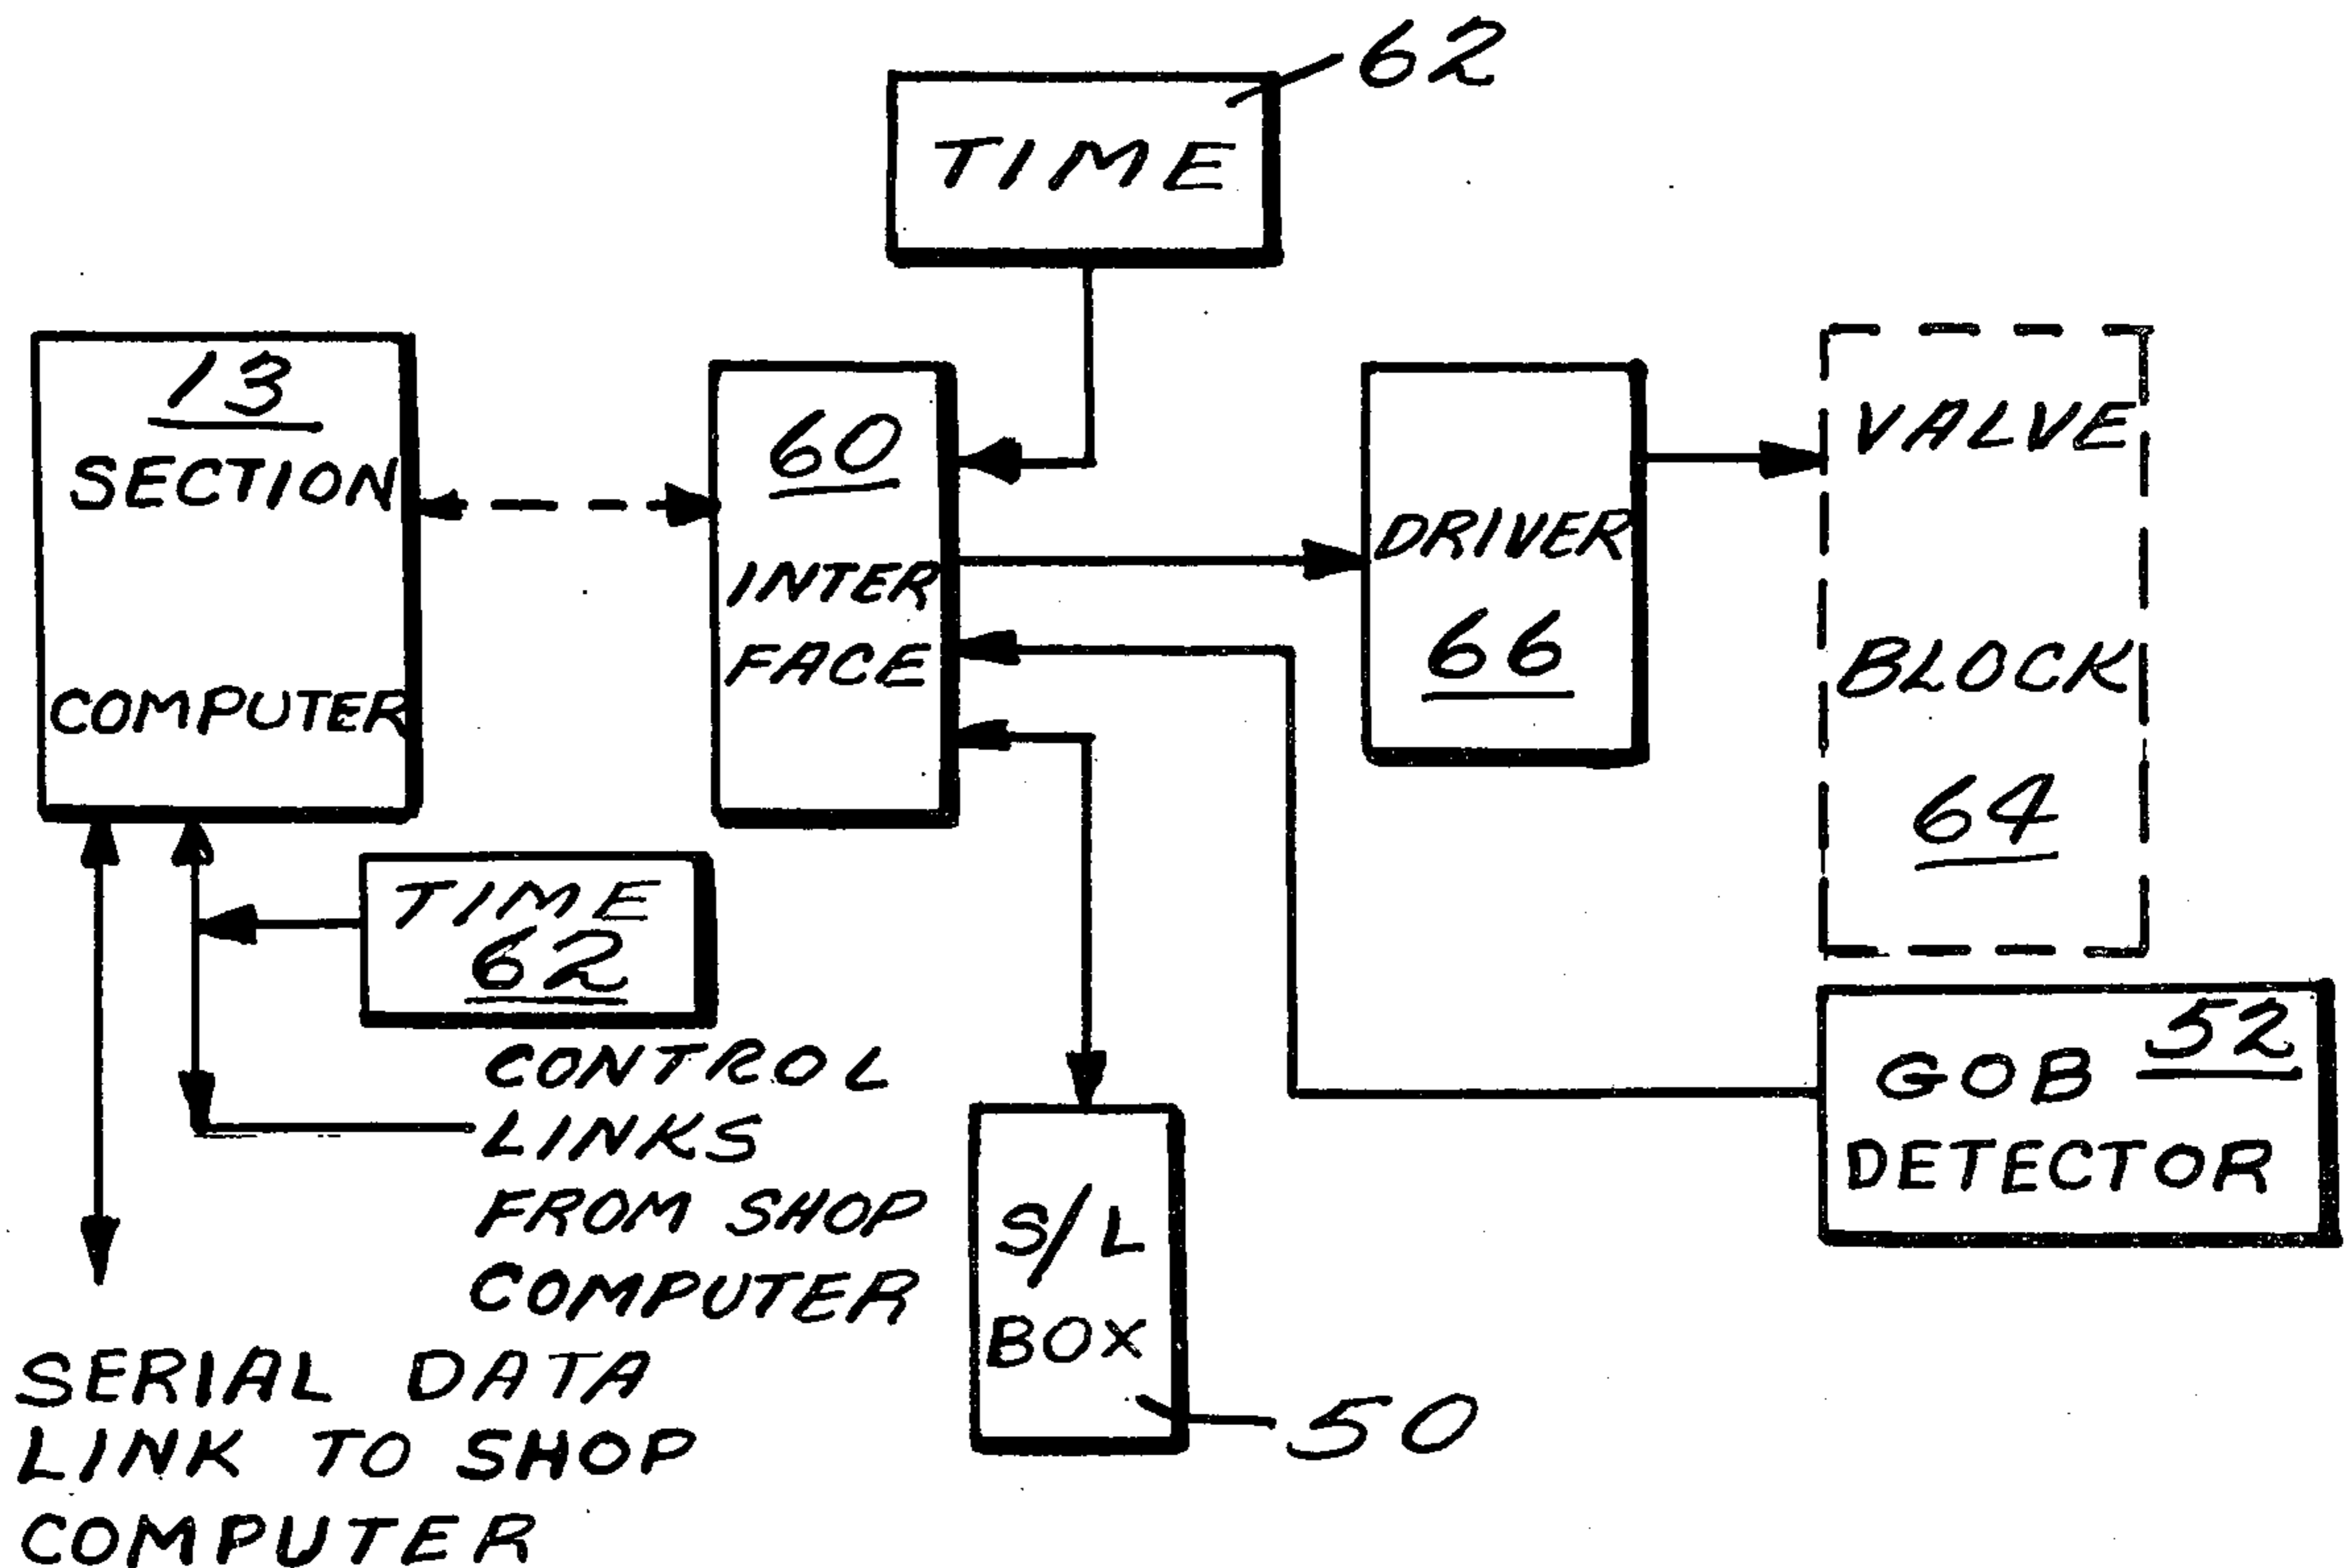 62
TIME
13
SECTION
COMPUTER
60
INTER
FACE
DRIVER
66
VALVE
BLOCK
64
TIME
62
CONTROL
LINKS
FROM SHOP
COMPUTER
GOB 52
DETECTOR
S/L
BOX
50
SERIAL DATA
LINK TO SHOP
COMPUTER